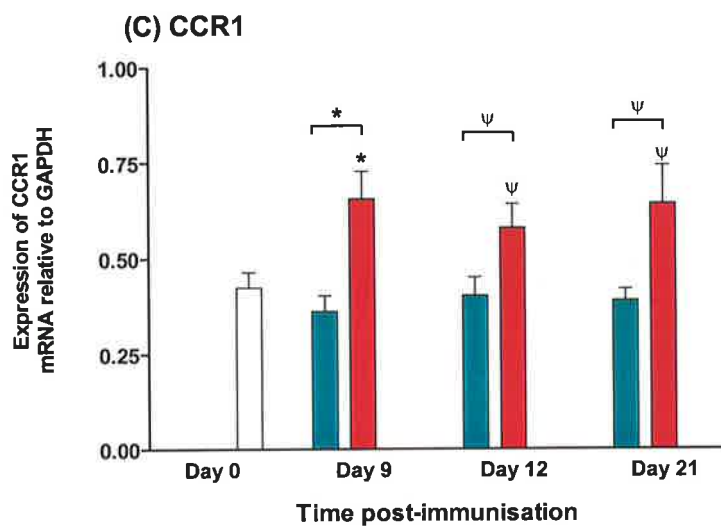 (C) CCR1
1.00
0.75
0.50
0.25
0.00
Expression of CCR1
mRNA relative to GAPDH
*
*
ψ
ψ
ψ
ψ
Day 0
Day 9
Day 12
Day 21
Time post-immunisation